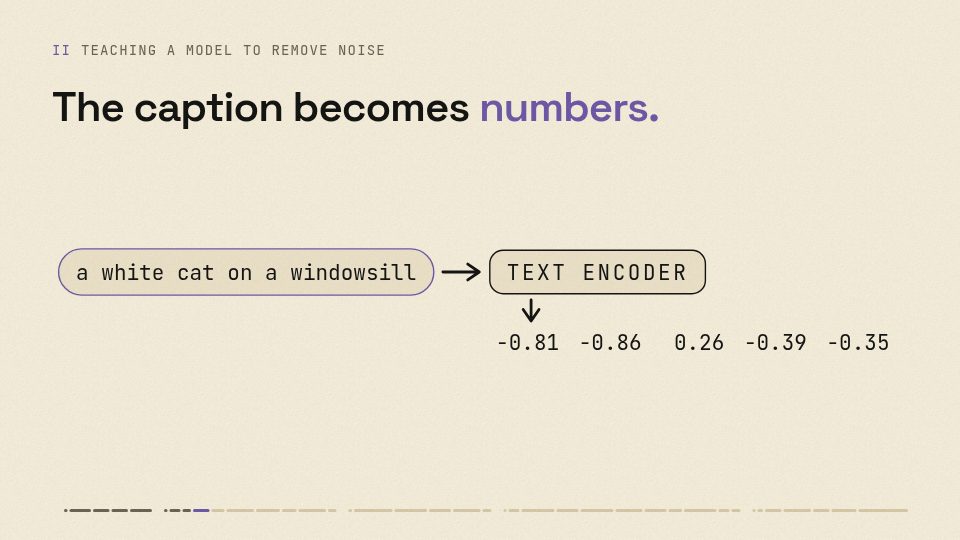 II TEACHING A MODEL TO REMOVE NOISE
The caption becomes numbers.
a white cat on a windowsill
TEXT ENCODER
-0.81 -0.86 0.26 -0.39 -0.35